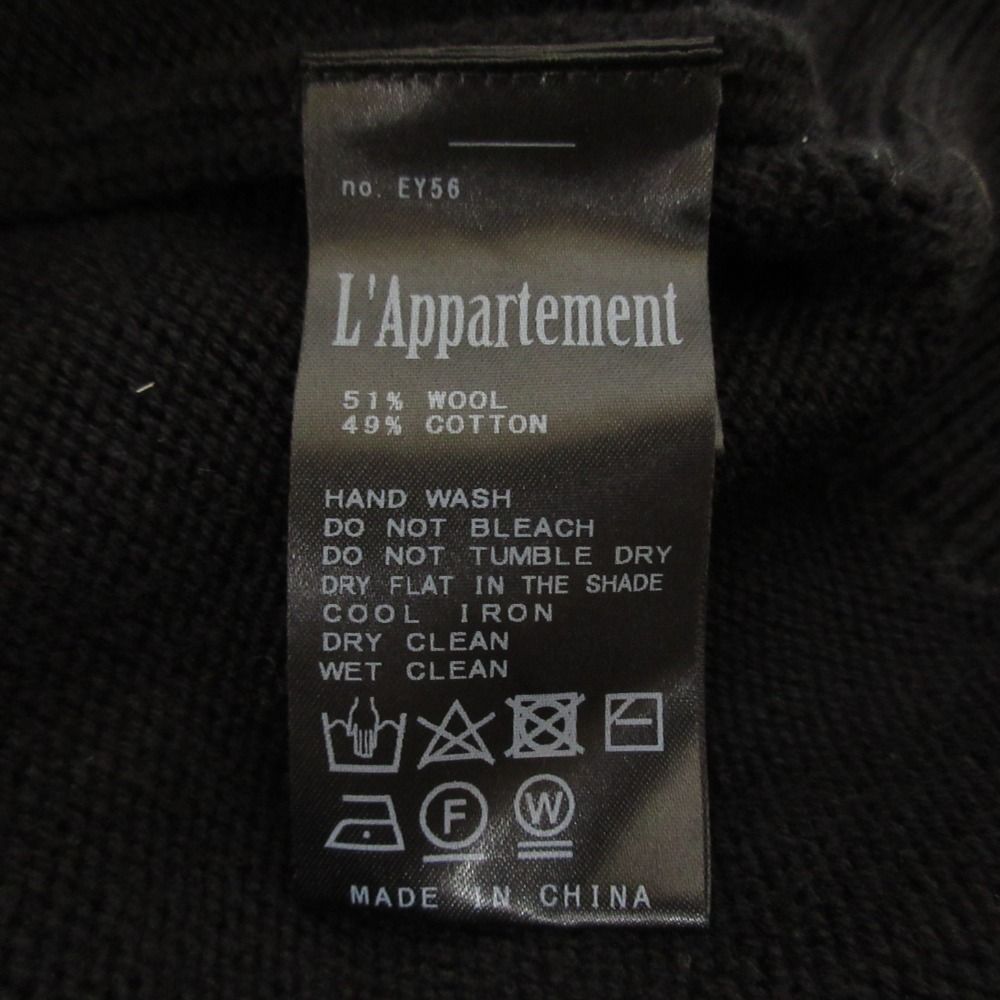 no. EY56
L'Appartement
51% WOOL
49% COTTON
HAND WASH
DO NOT BLEACH
DO NOT TUMBLE DRY
DRY FLAT IN THE SHADE
COOL IRON
DRY CLEAN
WET CLEAN
F W
MADE IN CHINA